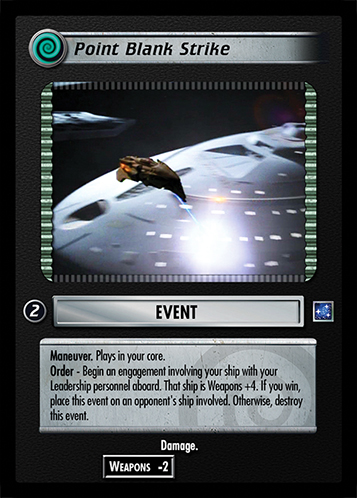 Point Blank Strike
2 EVENT
Maneuver. Plays in your core.
Order - Begin an engagement involving your ship with your
Leadership personnel aboard. That ship is Weapons +4. If you win,
place this event on an opponent's ship involved. Otherwise, destroy
this event.
Damage.
WEAPONS -2